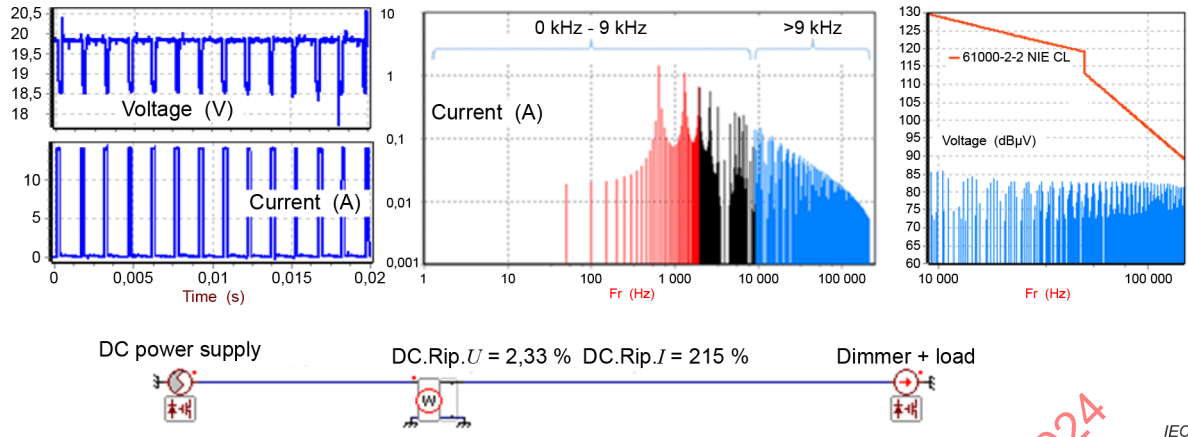 20,5
20
19,5
19
18,5
18
Voltage (V)
10
5
0
Current (A)
0 0,005 0,01 0,015 0,02
Time (s)
10
1
0,1
0,01
0,001
0 kHz - 9 kHz
>9 kHz
Current (A)
1 10 100 1 000 10 000 100 000
Fr (Hz)
130
125
120
115
110
105
100
95
90
85
80
75
70
65
60
61000-2-2 NIE CL
Voltage (dBµV)
10 000 100 000
Fr (Hz)
DC power supply
DC.Rip.U = 2,33 % DC.Rip.I = 215 %
Dimmer + load
W
2024
IEC